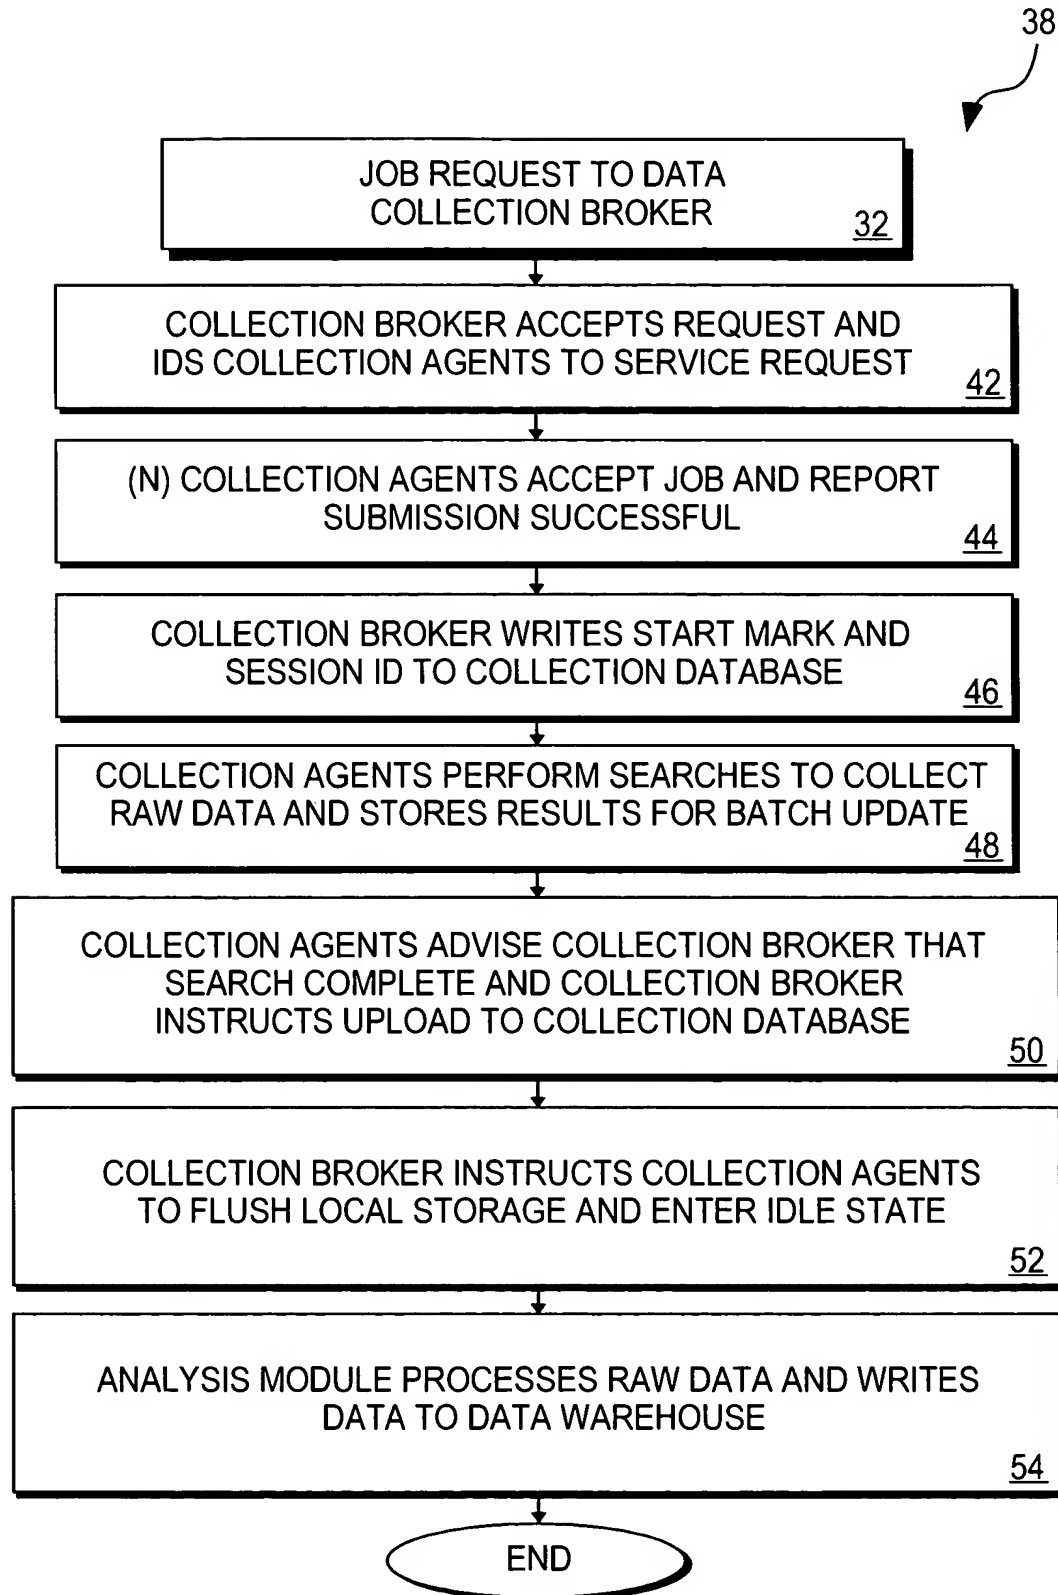 38
JOB REQUEST TO DATA
COLLECTION BROKER
32
COLLECTION BROKER ACCEPTS REQUEST AND
IDS COLLECTION AGENTS TO SERVICE REQUEST
42
(N) COLLECTION AGENTS ACCEPT JOB AND REPORT
SUBMISSION SUCCESSFUL
44
COLLECTION BROKER WRITES START MARK AND
SESSION ID TO COLLECTION DATABASE
46
COLLECTION AGENTS PERFORM SEARCHES TO COLLECT
RAW DATA AND STORES RESULTS FOR BATCH UPDATE
48
COLLECTION AGENTS ADVISE COLLECTION BROKER THAT
SEARCH COMPLETE AND COLLECTION BROKER
INSTRUCTS UPLOAD TO COLLECTION DATABASE
50
COLLECTION BROKER INSTRUCTS COLLECTION AGENTS
TO FLUSH LOCAL STORAGE AND ENTER IDLE STATE
52
ANALYSIS MODULE PROCESSES RAW DATA AND WRITES
DATA TO DATA WAREHOUSE
54
END